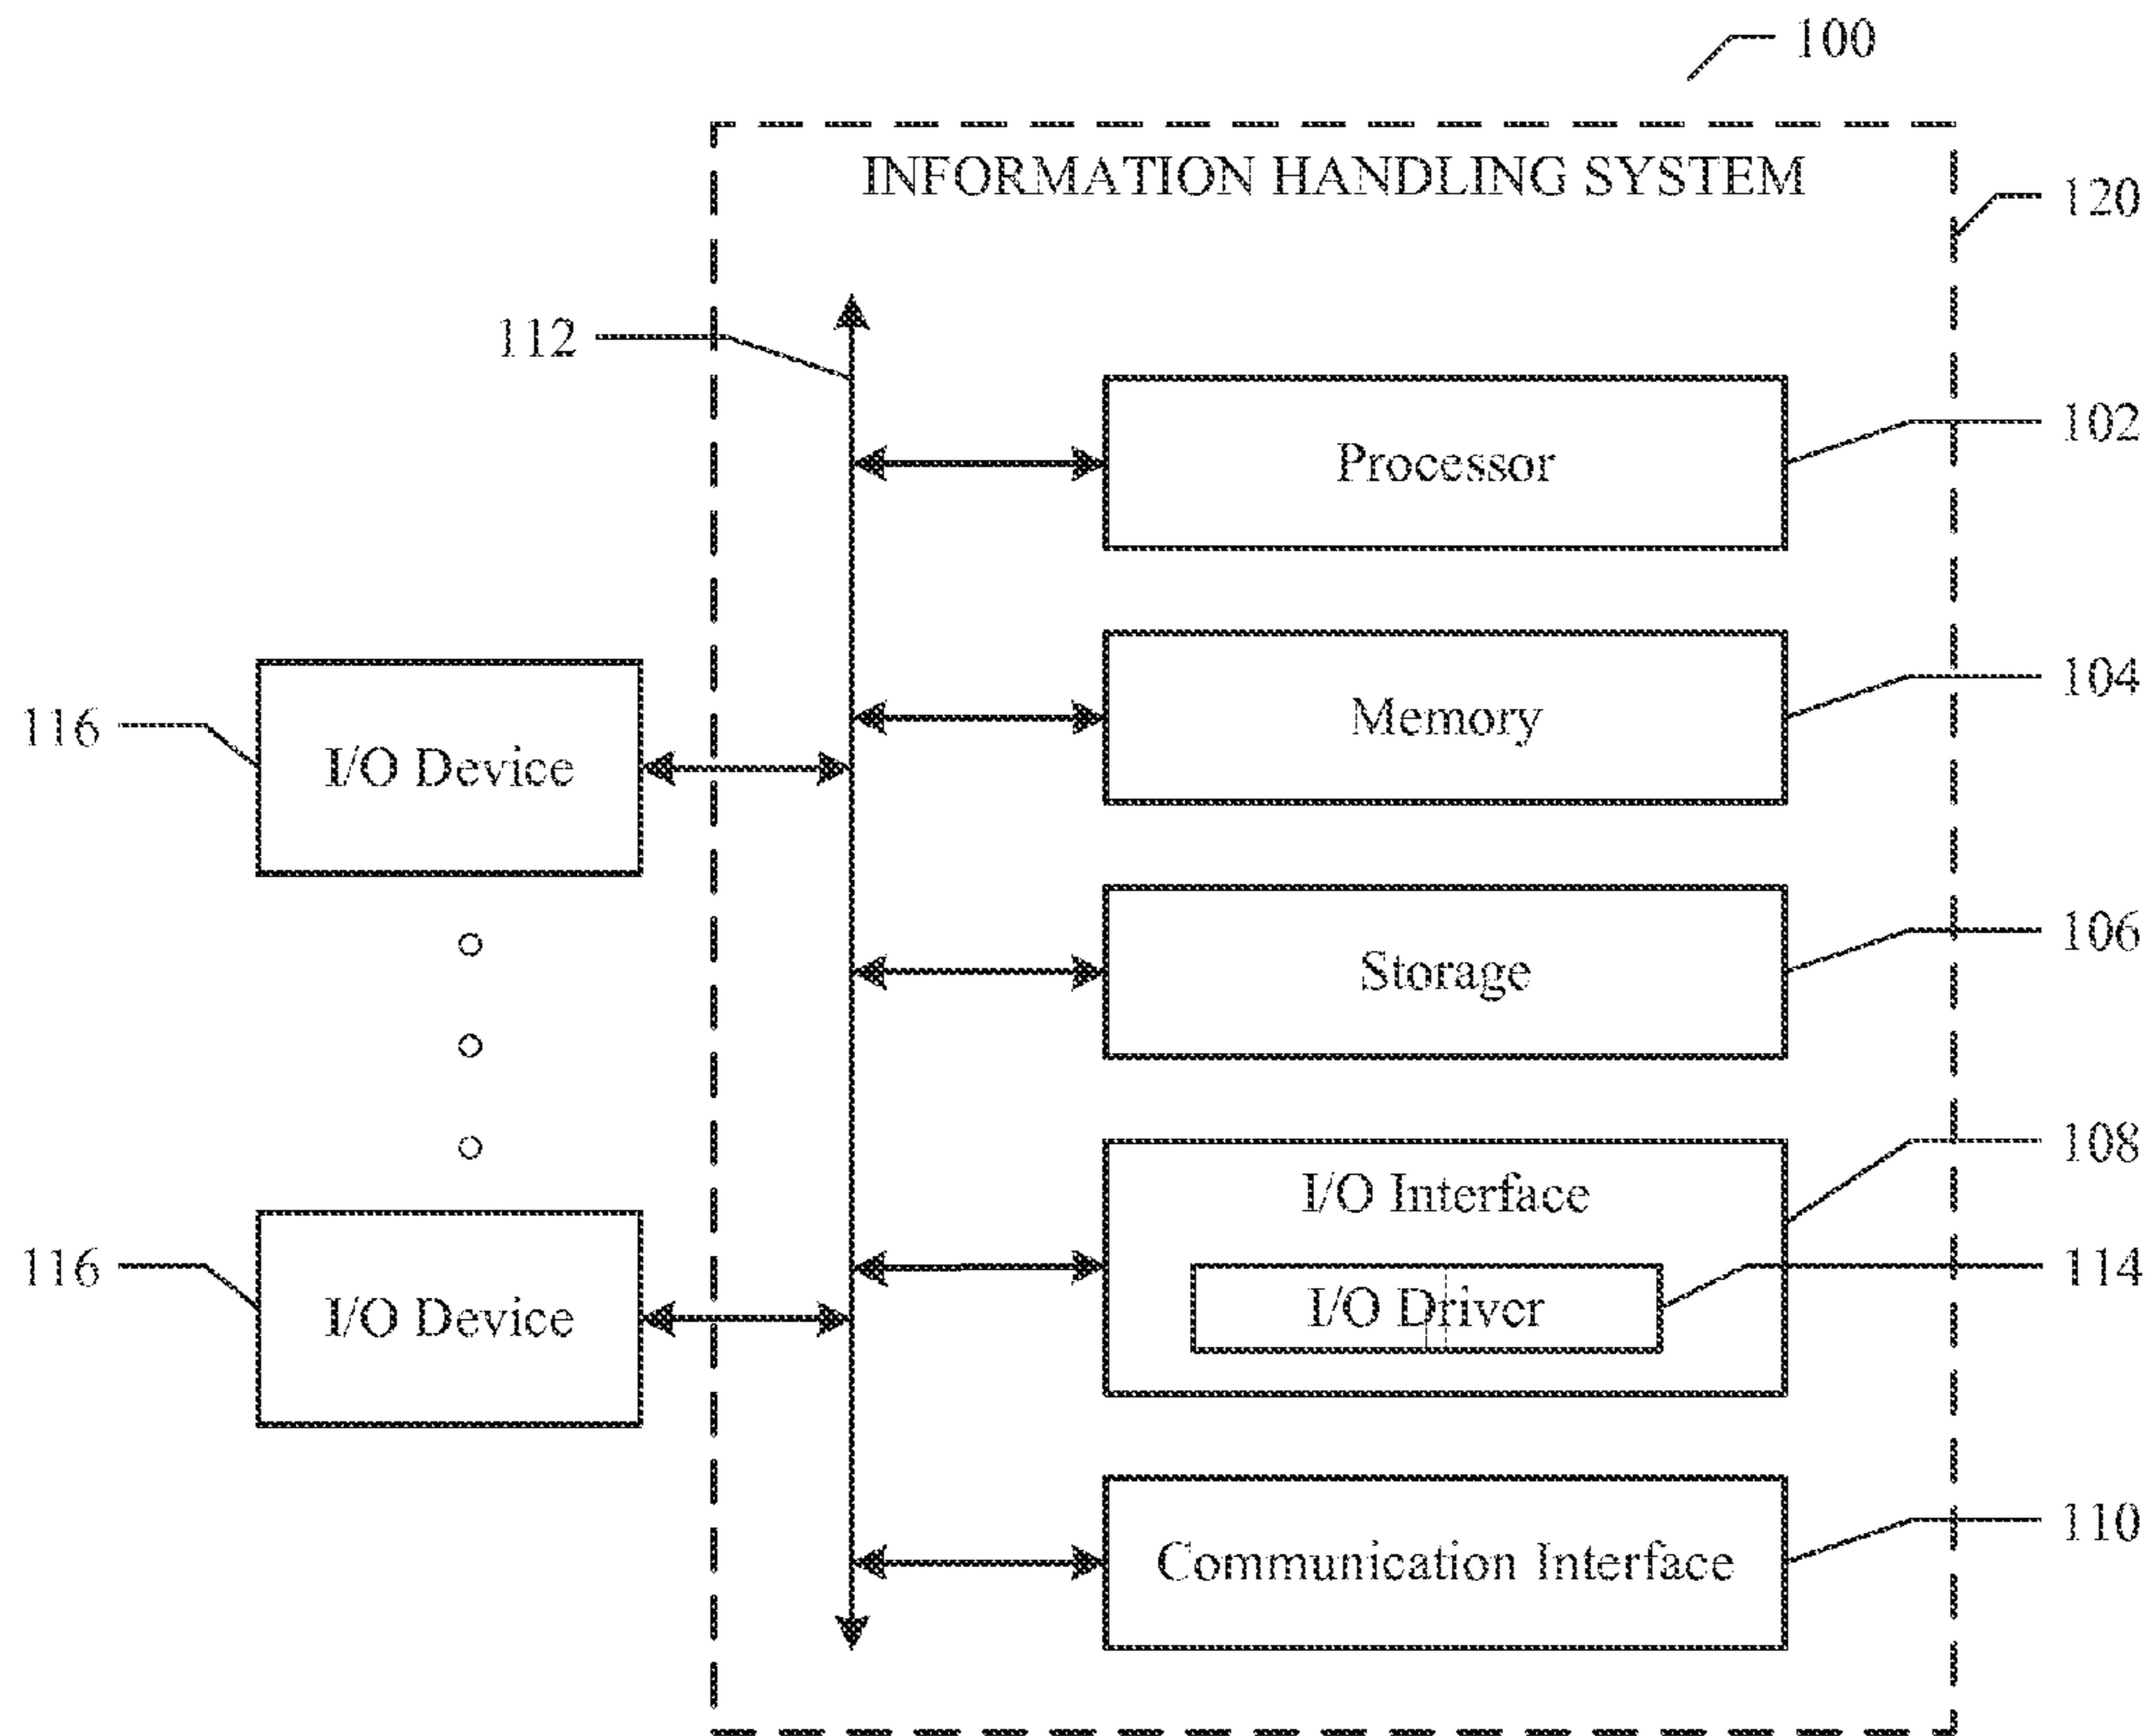 100
INFORMATION HANDLING SYSTEM
120
112
Processor
102
Memory
104
116
I/O Device
Storage
106
I/O Interface
108
116
I/O Device
I/O Driver
114
Communication Interface
110